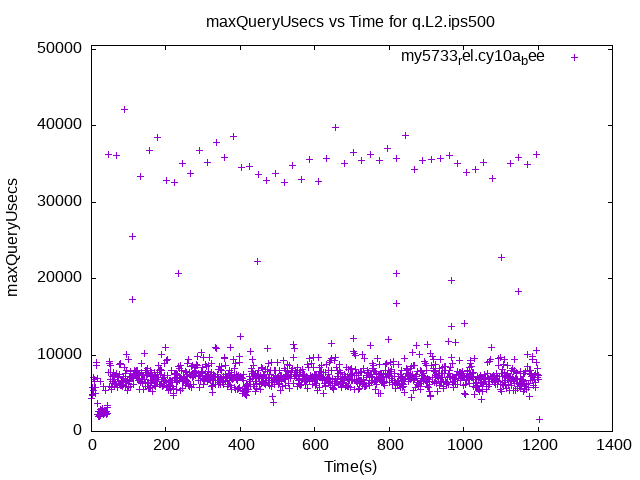 maxQueryUsecs vs Time for q.L2.ips500
my5733rel.cy10abee
50000
40000
30000
20000
10000
0
maxQueryUsecs
0 200 400 600 800 1000 1200 1400
Time(s)